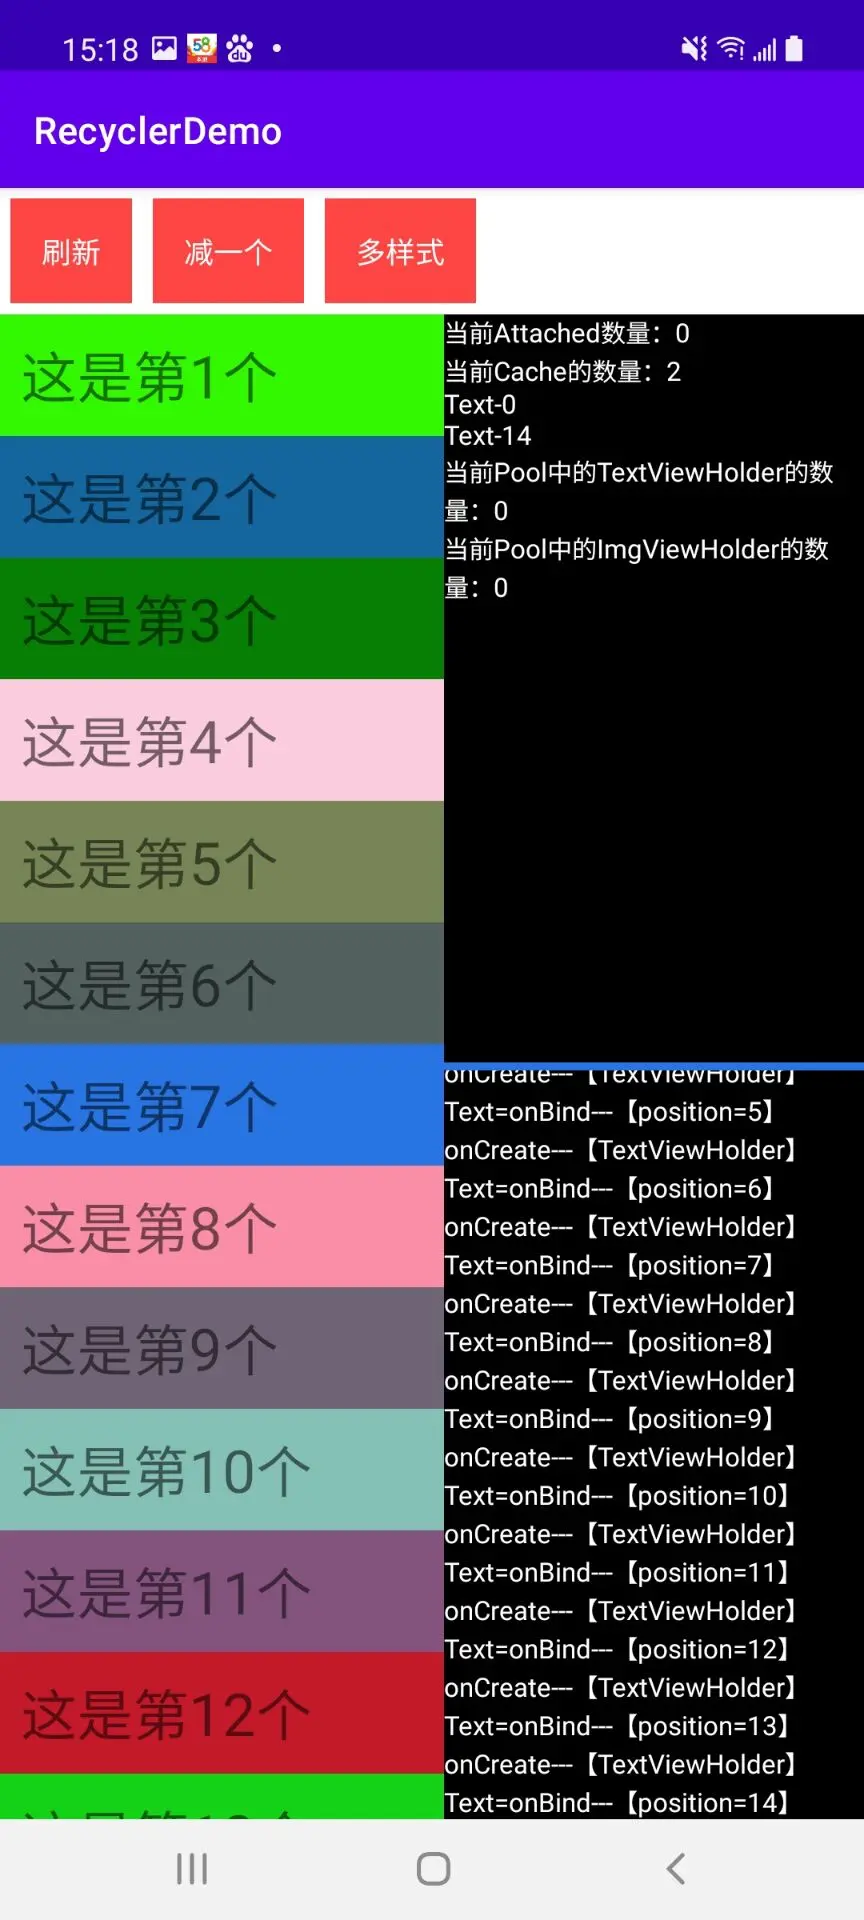 15:18
58
du
RecyclerDemo
刷新
减一个
多样式
这是第1个
这是第2个
这是第3个
这是第4个
这是第5个
这是第6个
这是第7个
这是第8个
这是第9个
这是第10个
这是第11个
这是第12个
当前Attached数量：0
当前Cache的数量：2
Text-0
Text-14
当前Pool中的TextViewHolder的数
量：0
当前Pool中的ImgViewHolder的数
量：0
onCreate---【TextViewHolder】
Text=onBind---【position=5】
onCreate---【TextViewHolder】
Text=onBind---【position=6】
onCreate---【TextViewHolder】
Text=onBind---【position=7】
onCreate---【TextViewHolder】
Text=onBind---【position=8】
onCreate---【TextViewHolder】
Text=onBind---【position=9】
onCreate---【TextViewHolder】
Text=onBind---【position=10】
onCreate---【TextViewHolder】
Text=onBind---【position=11】
onCreate---【TextViewHolder】
Text=onBind---【position=12】
onCreate---【TextViewHolder】
Text=onBind---【position=13】
onCreate---【TextViewHolder】
Text=onBind---【position=14】